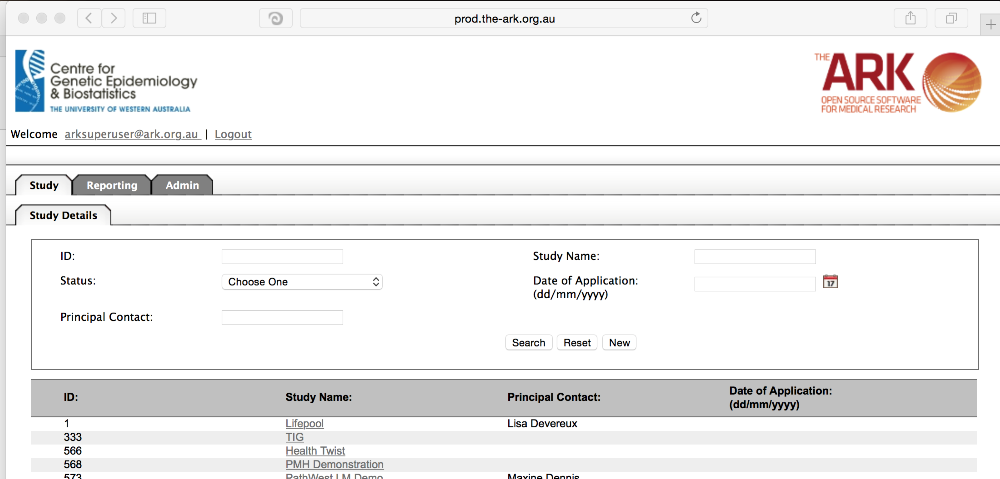 prod.the-ark.org.au
Centre for
Genetic Epidemiology
& Biostatistics
THE UNIVERSITY OF WESTERN AUSTRALIA
THE ARK
OPEN SOURCE SOFTWARE
FOR MEDICAL RESEARCH
Welcome arksuperuser@ark.org.au | Logout
Study Reporting Admin
Study Details
ID: Study Name:
Status: Choose One Date of Application:
(dd/mm/yyyy) 17
Principal Contact:
Search Reset New
ID: Study Name: Principal Contact: Date of Application:
(dd/mm/yyyy)
1 Lifepool Lisa Devereux
333 TIG
566 Health Twist
568 PMH Demonstration
573 PathWest LM Demo Maxine Dennis